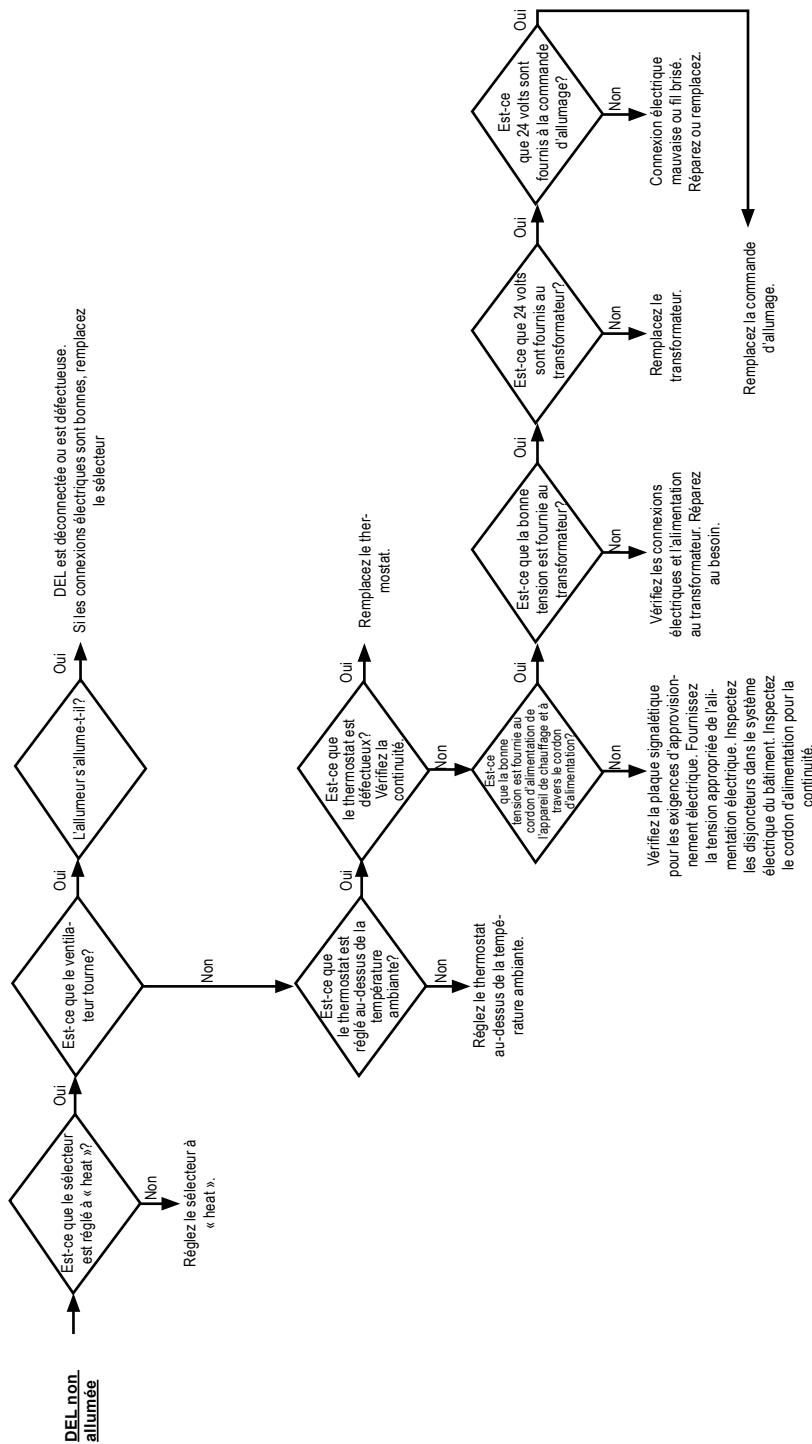 DEL non
allumée
Est-ce que le sélecteur
est réglé à « heat »?
Oui
Non
Réglez le sélecteur à
« heat ».
Est-ce que le ventila-
teur tourne?
Oui
Non
L'allumeur s'allume-t-il?
Oui
DEL est déconnectée ou est défectueuse.
Si les connexions électriques sont bonnes, remplacez
le sélecteur
Est-ce que
le thermostat est
réglé au-dessus de la
température
ambiante?
Oui
Non
Réglez le thermostat
au-dessus de la tempé-
rature ambiante.
Est-ce que
le thermostat est
défectueux?
Vérifiez la
continuité.
Oui
Remplacez le ther-
mostat.
Non
Est-ce
que la bonne
tension est fournie au
cordon d'alimentation de
l'appareil de chauffage et à
travers le cordon
d'alimentation?
Oui
Non
Vérifiez la plaque signalétique
pour les exigences d'approvision-
nement électrique. Fournissez
la tension appropriée de l'ali-
mentation électrique. Inspectez
les disjoncteurs dans le système
électrique du bâtiment. Inspectez
le cordon d'alimentation pour la
continuité.
Est-ce que la bonne
tension est fournie au
transformateur?
Oui
Non
Vérifiez les connexions
électriques et l'alimentation
au transformateur. Réparez
au besoin.
Est-ce que 24 volts
sont fournis au
transformateur?
Oui
Non
Remplacez le
transformateur.
Est-ce
que 24 volts sont
fournis à la commande
d'allumage?
Oui
Non
Connexion électrique
mauvaise ou fil brisé.
Réparez ou remplacez.
Remplacez la commande
d'allumage.